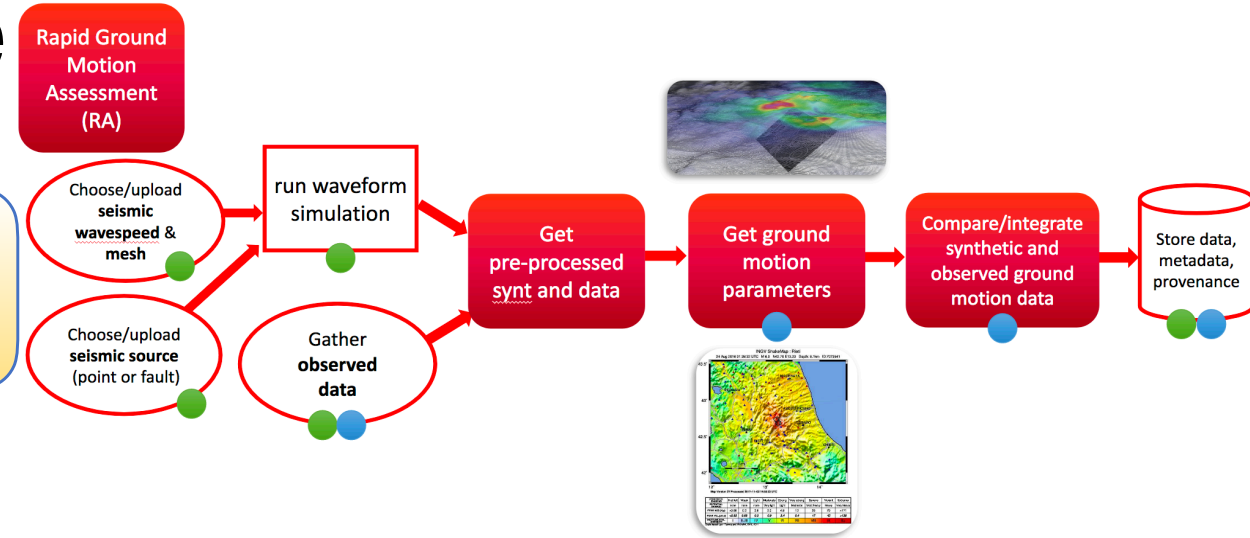 e
Rapid Ground
Motion
Assessment
(RA)
Choose/upload
seismic
wavespeed &
mesh
Choose/upload
seismic source
(point or fault)
run waveform
simulation
Gather
observed
data
Get
pre-processed
synt and data
Get ground
motion
parameters
Compare/integrate
synthetic and
observed ground
motion data
Store data,
metadata,
provenance